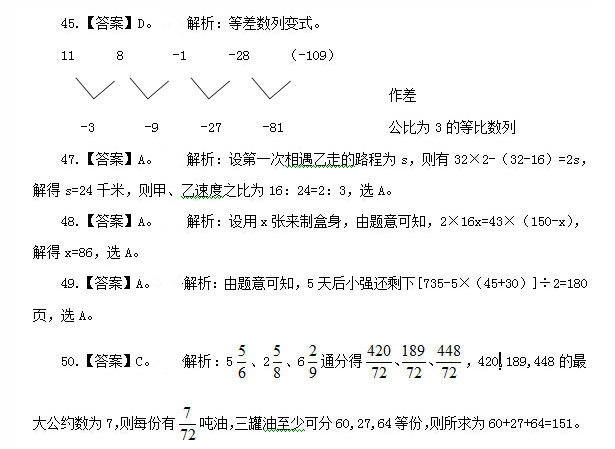 45.【答案】D。 解析：等差数列变式。
11 8 -1 -28 （-109）
作差
-3 -9 -27 -81 公比为 3 的等比数列
47.【答案】A。 解析：设第一次相遇乙走的路程为 s，则有 32×2-（32-16）=2s，
解得 s=24 千米，则甲、乙速度之比为 16：24=2：3，选 A。
48.【答案】A。 解析：设用 x 张来制盒身，由题意可知，2×16x=43×（150-x），
解得 x=86，选 A。
49.【答案】A。 解析：由题意可知，5 天后小强还剩下[735-5×（45+30）]÷2=180
页，选 A。
50.【答案】C。 解析：5 5/6、2 5/8、6 2/9 通分得 420/72、189/72、448/72，420,189,448 的最
大公约数为 7,则每份有 7/72 吨油,三罐油至少可分 60,27,64 等份,则所求为 60+27+64=151。